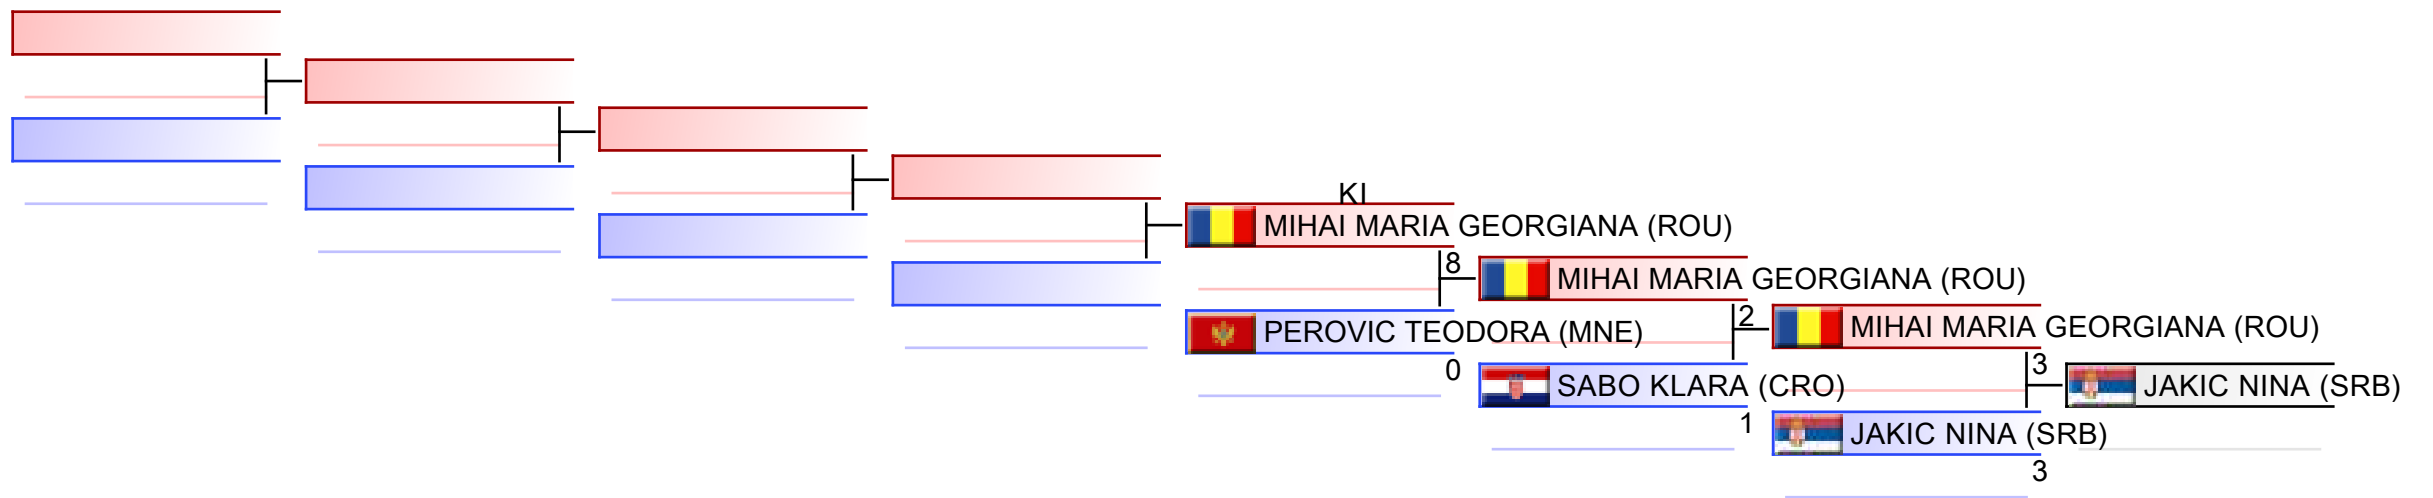 KI
MIHAI MARIA GEORGIANA (ROU)
8
MIHAI MARIA GEORGIANA (ROU)
PEROVIC TEODORA (MNE)
0
2
MIHAI MARIA GEORGIANA (ROU)
SABO KLARA (CRO)
1
3
JAKIC NINA (SRB)
JAKIC NINA (SRB)
3